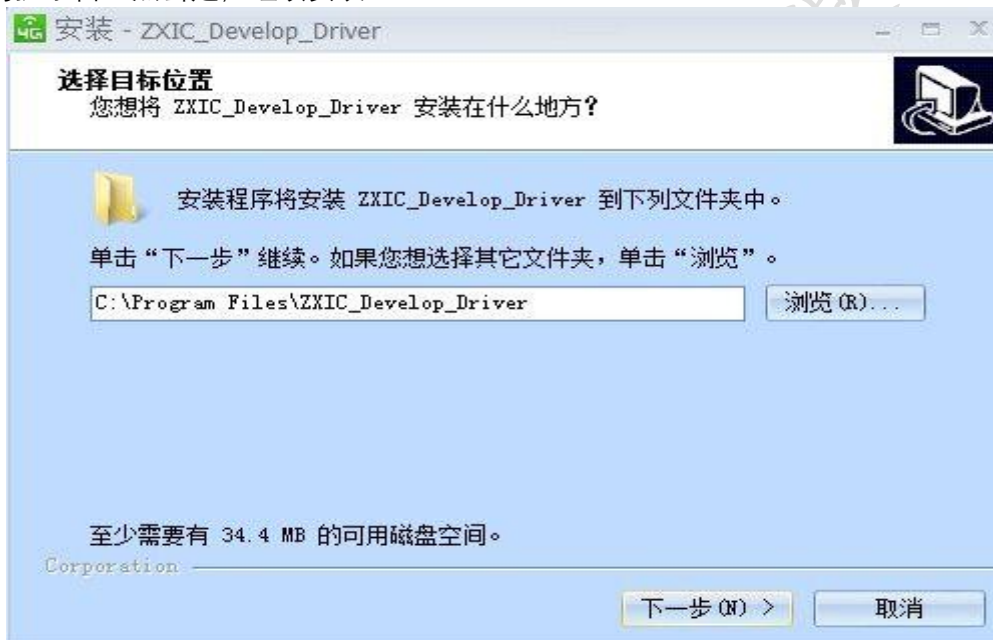 4G
安装 - ZXIC_Develop_Driver
选择目标位置
您想将 ZXIC_Develop_Driver 安装在什么地方?
安装程序将安装 ZXIC_Develop_Driver 到下列文件夹中。
单击“下一步”继续。如果您想选择其它文件夹，单击“浏览”。
C:\Program Files\ZXIC_Develop_Driver
浏览(R)...
至少需要有 34.4 MB 的可用磁盘空间。
Corporation
下一步(N) >
取消